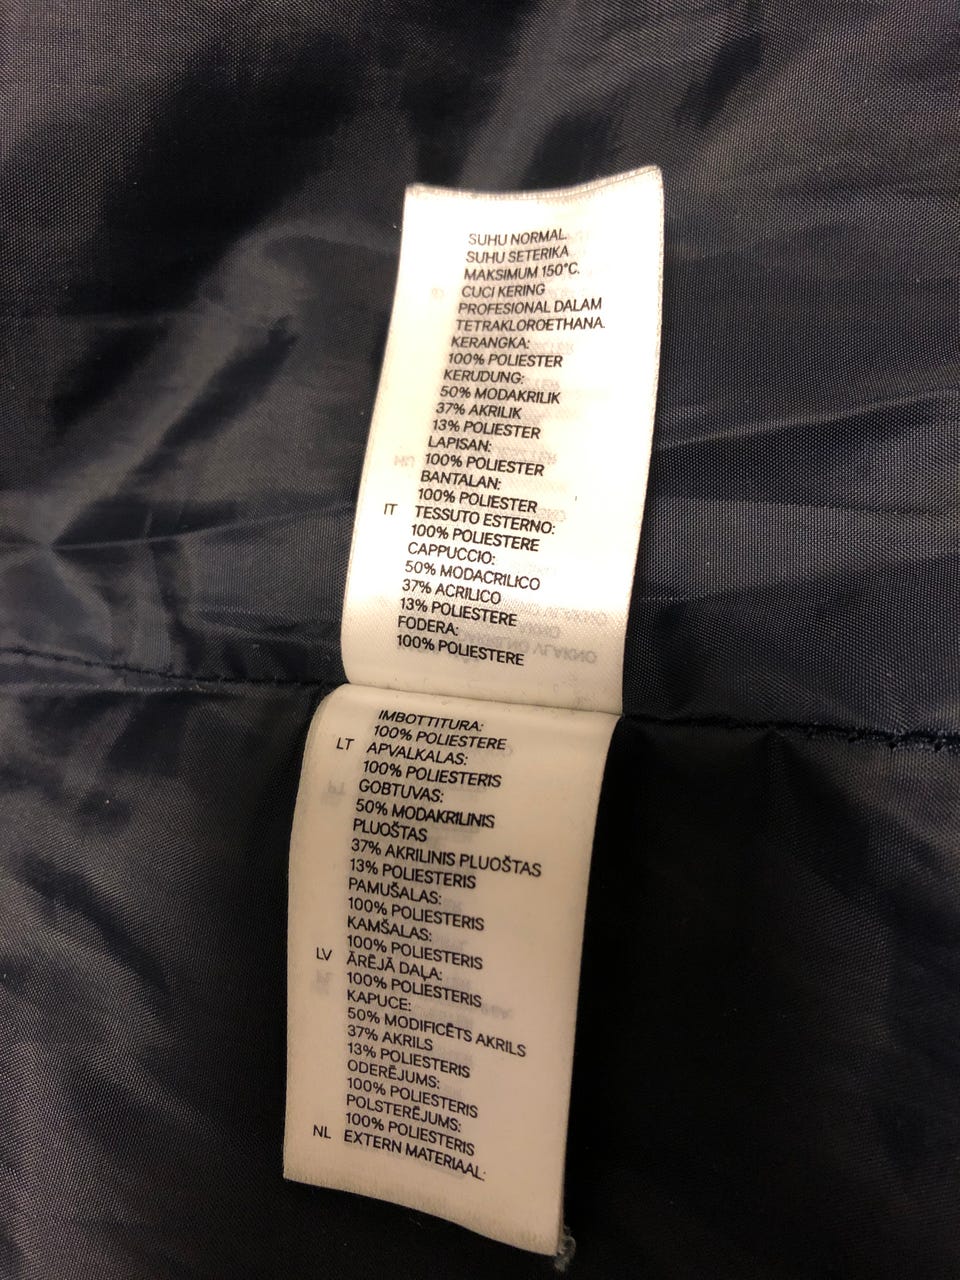 SUHU NORMAL.
SUHU SETERIKA
MAKSIMUM 150°C.
CUCI KERING
PROFESIONAL DALAM
TETRAKLOROETHANA.
KERANGKA:
100% POLIESTER
KERUDUNG:
50% MODAKRILIK
37% AKRILIK
13% POLIESTER
LAPISAN:
100% POLIESTER
BANTALAN:
100% POLIESTER
IT TESSUTO ESTERNO:
100% POLIESTERE
CAPPUCCIO:
50% MODACRILICO
37% ACRILICO
13% POLIESTERE
FODERA:
100% POLIESTERE
IMBOTTITURA:
100% POLIESTERE
LT APVALKALAS:
100% POLIESTERIS
GOBTUVAS:
50% MODAKRILINIS
PLUOŠTAS
37% AKRILINIS PLUOŠTAS
13% POLIESTERIS
PAMUŠALAS:
100% POLIESTERIS
KAMŠALAS:
100% POLIESTERIS
LV ĀRĒJĀ DAĻA:
100% POLIESTERIS
KAPUCE:
50% MODIFICĒTS AKRILS
37% AKRILS
13% POLIESTERIS
ODERĒJUMS:
100% POLIESTERIS
POLSTERĒJUMS:
100% POLIESTERIS
NL EXTERN MATERIAAL: